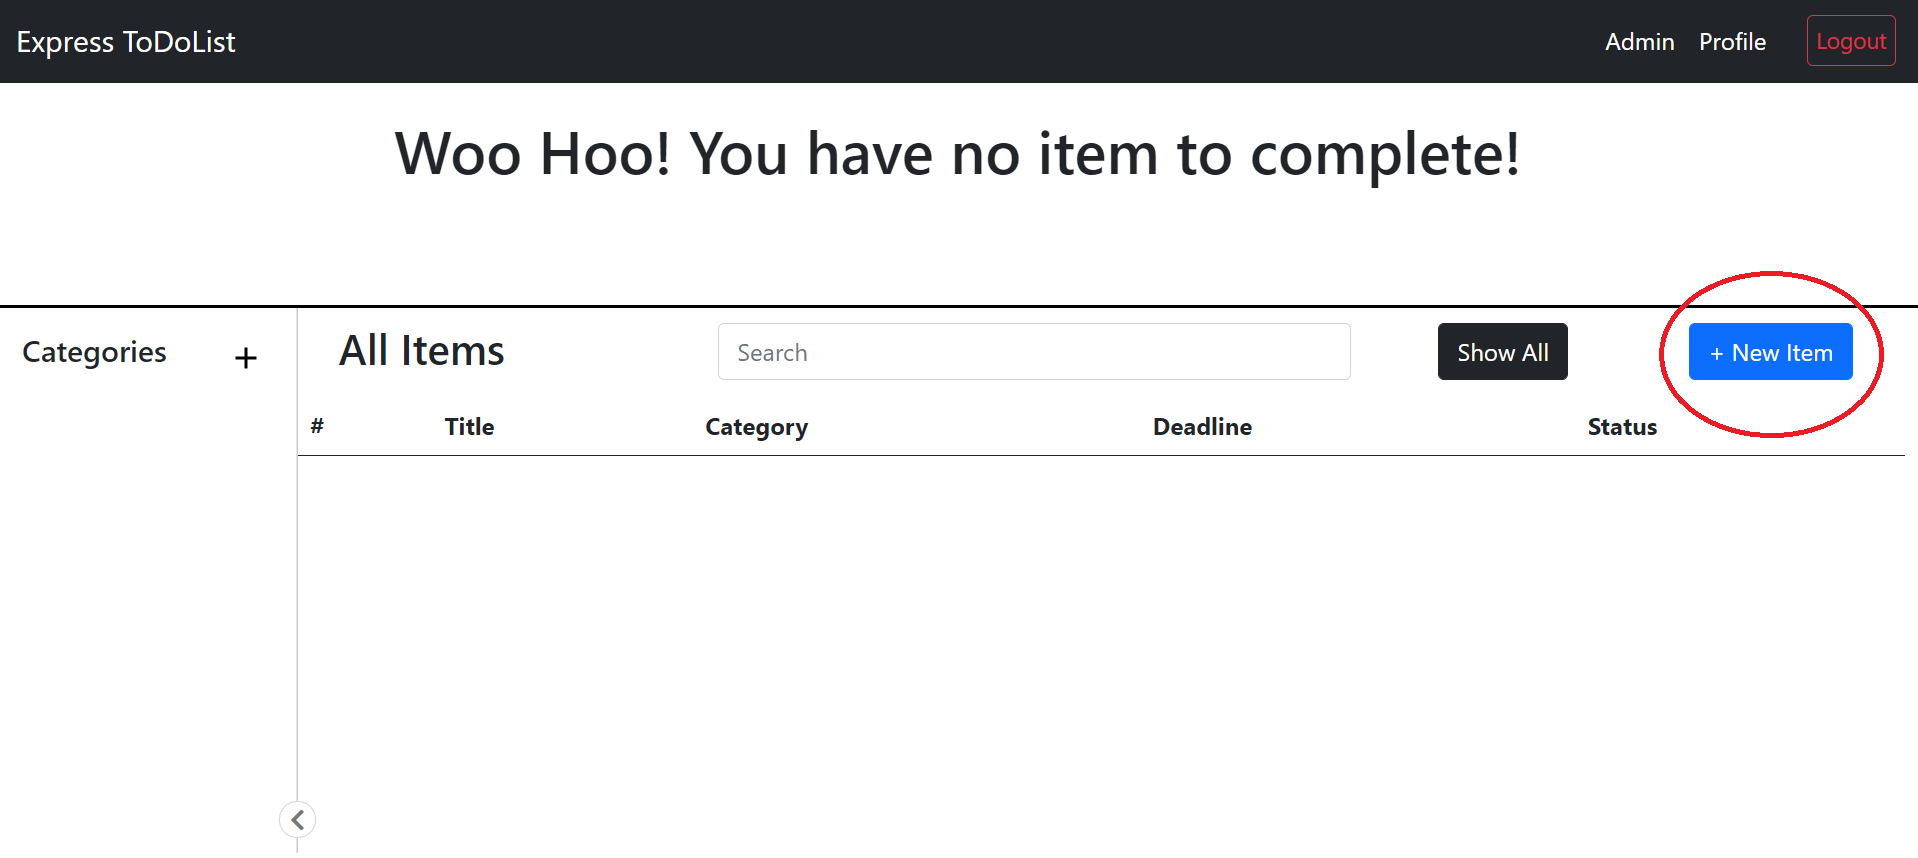 Express ToDoList Admin Profile Logout
Woo Hoo! You have no item to complete!
Categories + All Items Search Show All + New Item
# Title Category Deadline Status